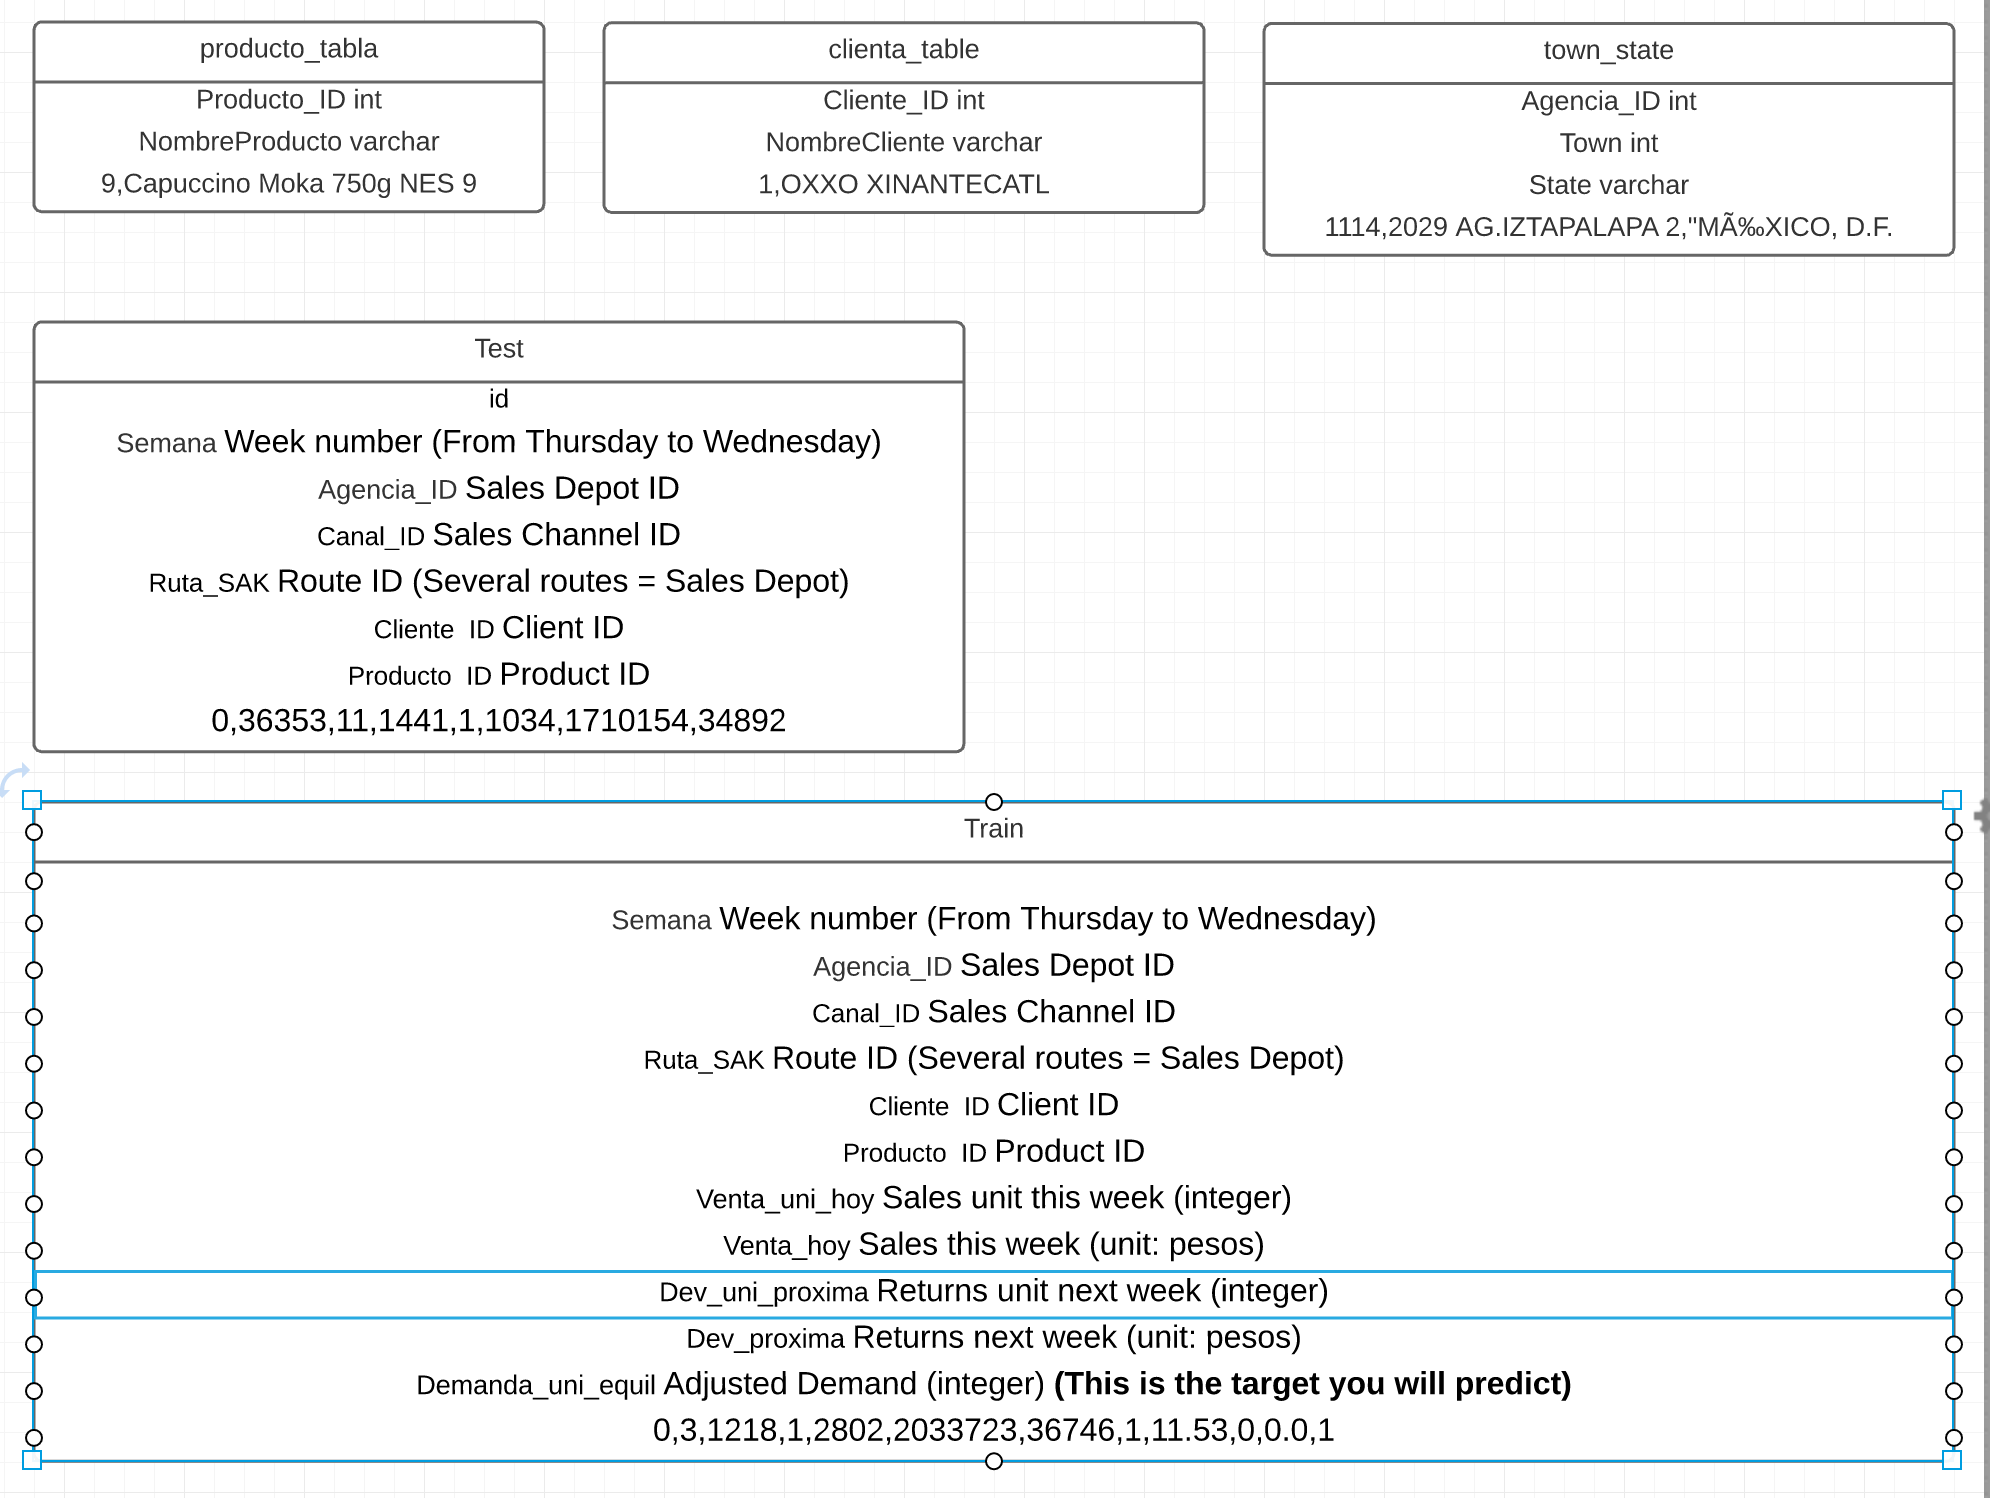 producto_tabla
Producto_ID int
NombreProducto varchar
9,Capuccino Moka 750g NES 9
clienta_table
Cliente_ID int
NombreCliente varchar
1,OXXO XINANTECATL
town_state
Agencia_ID int
Town int
State varchar
1114,2029 AG.IZTAPALAPA 2,"MÃ‰XICO, D.F.
Test
id
Semana Week number (From Thursday to Wednesday)
Agencia_ID Sales Depot ID
Canal_ID Sales Channel ID
Ruta_SAK Route ID (Several routes = Sales Depot)
Cliente ID Client ID
Producto ID Product ID
0,36353,11,1441,1,1034,1710154,34892
Train
Semana Week number (From Thursday to Wednesday)
Agencia_ID Sales Depot ID
Canal_ID Sales Channel ID
Ruta_SAK Route ID (Several routes = Sales Depot)
Cliente ID Client ID
Producto ID Product ID
Venta_uni_hoy Sales unit this week (integer)
Venta_hoy Sales this week (unit: pesos)
Dev_uni_proxima Returns unit next week (integer)
Dev_proxima Returns next week (unit: pesos)
Demanda_uni_equil Adjusted Demand (integer) (This is the target you will predict)
0,3,1218,1,2802,2033723,36746,1,11.53,0,0.0,1